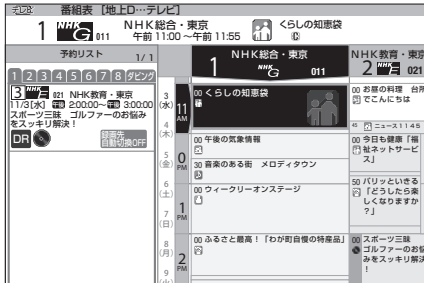 番組表 [地上D…テレビ]
1 NHK G 011 NHK総合・東京 くらしの知恵袋
午前 11:00～午前 11:55
予約リスト 1/1
1 2 3 4 5 6 7 8 ダビング
3 NHK E 021 NHK教育・東京
11/3[水] 午後 2:00:00～午後 3:00:00
スポーツ三昧 ゴルファーのお悩み
をスッキリ解決！
DR
録画先
自動切換OFF
3
(水)
4
(木)
5
(金)
6
(土)
7
(日)
8
(月)
9
(火)
11
AM
0
PM
1
PM
2
PM
NHK総合・東京
1 NHK G 011
00 くらしの知恵袋
00 午後の気象情報
30 音楽のある街 メロディタウン
00 ウィークリーオンステージ
00 ふるさと最高！「わが町自慢の特産品」
NHK教育・東京
2 NHK E 021
00 お昼の料理 台所
でこんにちは
45 ニュース1145
00 今日も健康「福
祉ネットサービ
ス」
50 パリッといきる
「どうしたら楽
しくなりますか
？」
00 スポーツ三昧
ゴルファーのお悩
みをスッキリ解決
！